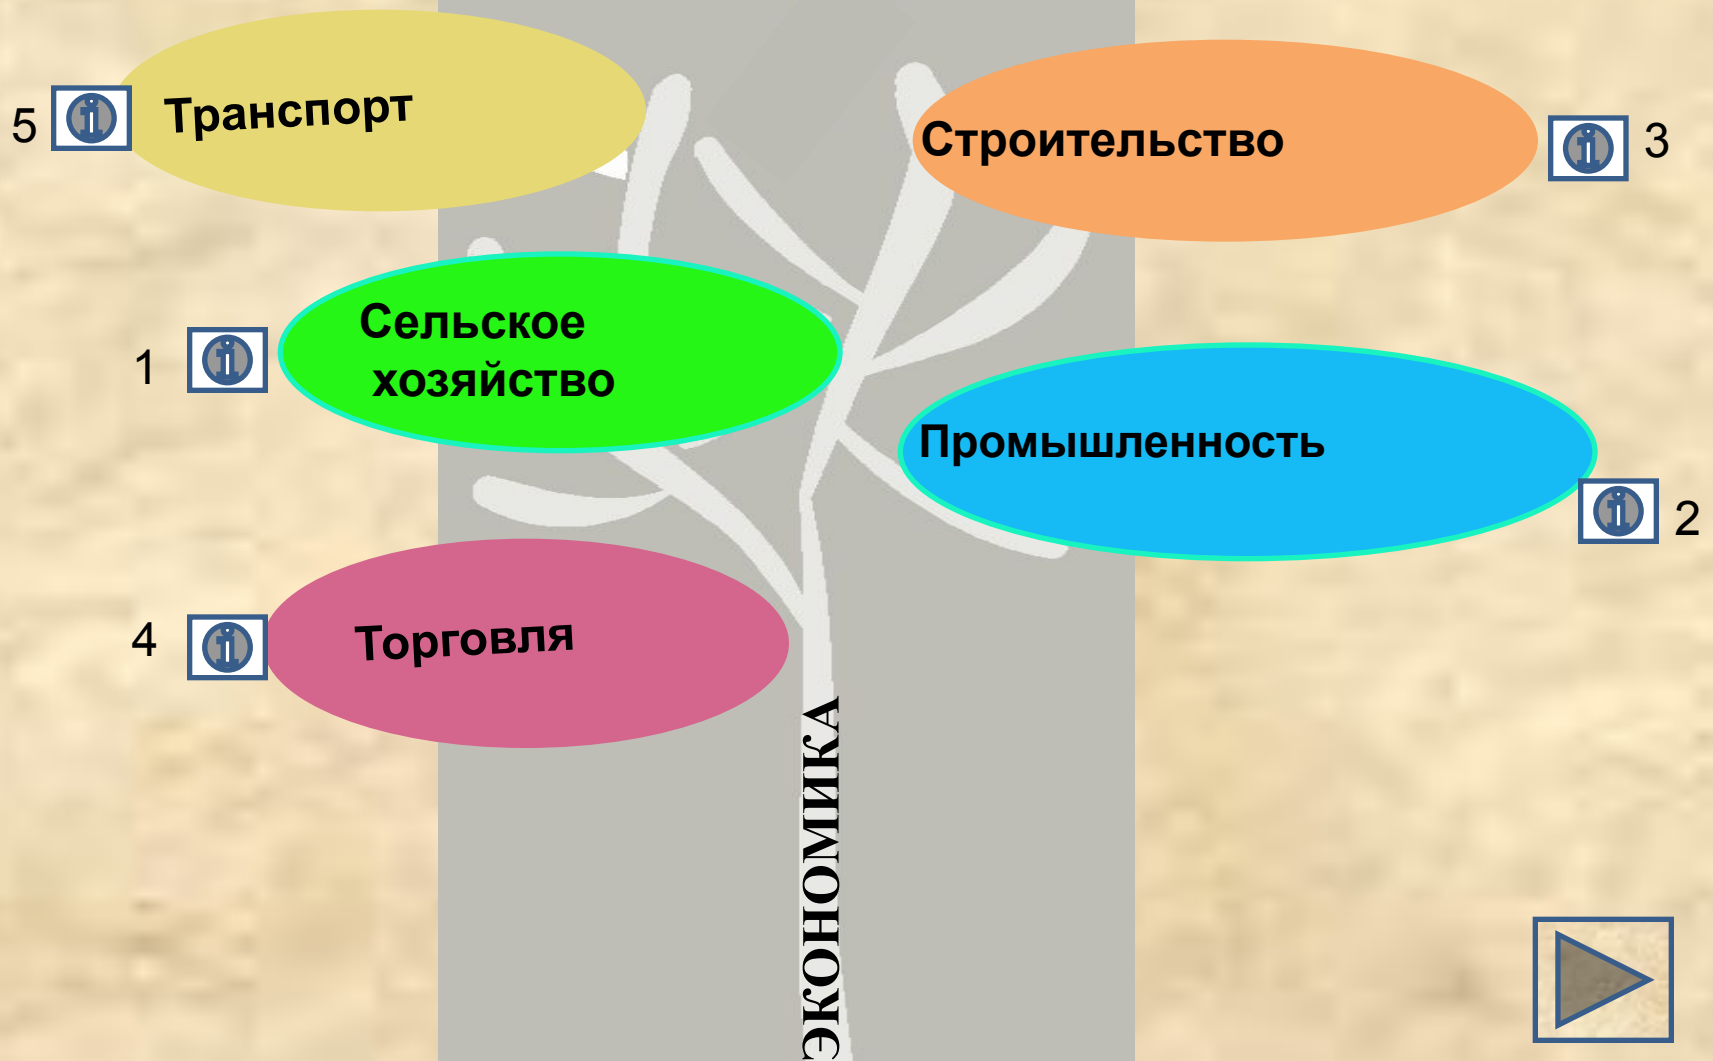 5
Транспорт
Строительство
3
1
Сельское
хозяйство
Промышленность
2
4
Торговля
ЭКОНОМИКА